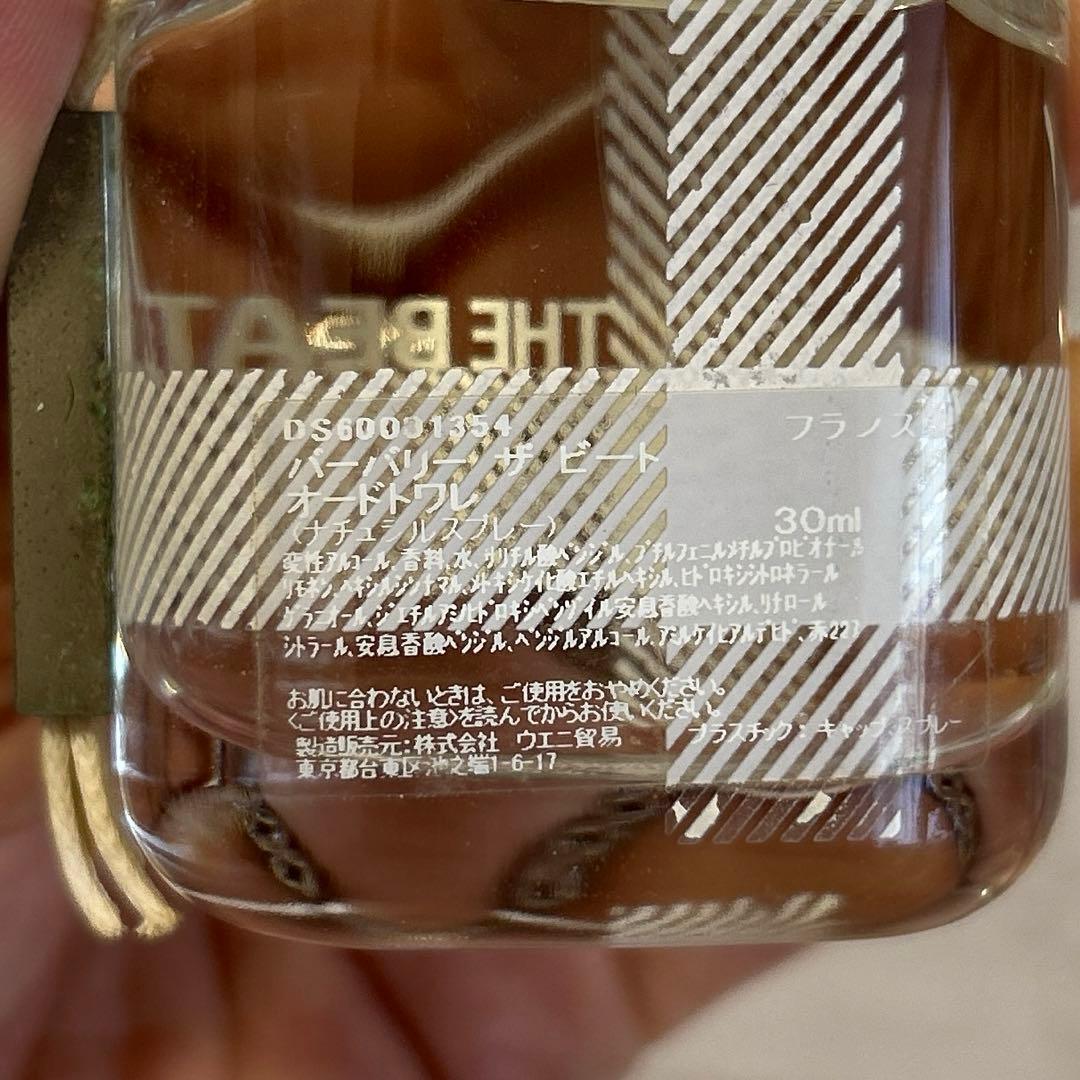 THE BEAT
DS60001354 フランス製
バーバリー ザ ビート
オードトワレ
(ナチュラルスプレー) 30ml
変性アルコール、香料、水、サリチル酸ベンジル、ブチルフェニルメチルプロピオナール
リモネン、ヘキシルシンナマル、メトキシケイヒ酸エチルヘキシル、ヒドロキシシトロネラール
ゲラニオール、ジエチルアミノヒドロキシベンゾイル安息香酸ヘキシル、リナロール
シトラール、安息香酸ベンジル、ベンジルアルコール、アミルケイヒアルデヒド、赤227
お肌に合わないときは、ご使用をおやめください。
〈ご使用上の注意〉を読んでからお使いください。
プラスチック:キャップ、スプレー
製造販売元:株式会社 ウエニ貿易
東京都台東区池之端1-6-17